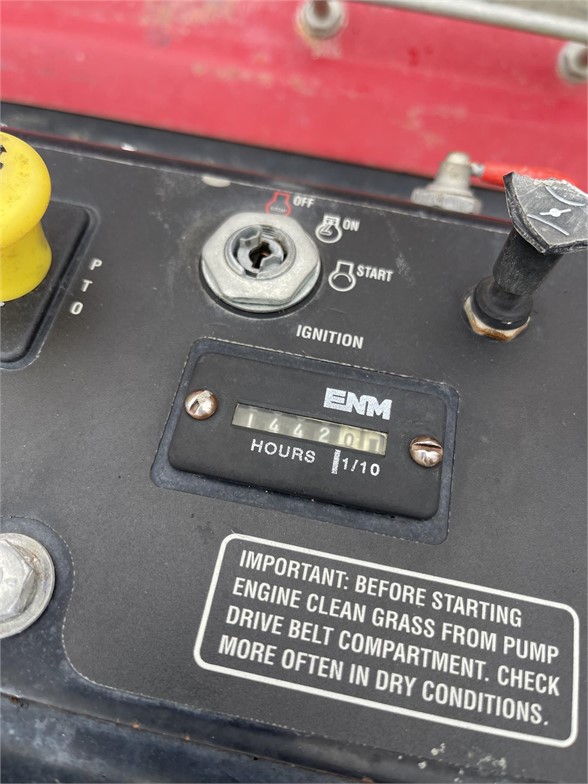 OFF
ON
START
PTO
IGNITION
ENM
14420
HOURS 1/10
IMPORTANT: BEFORE STARTING
ENGINE CLEAN GRASS FROM PUMP
DRIVE BELT COMPARTMENT. CHECK
MORE OFTEN IN DRY CONDITIONS.